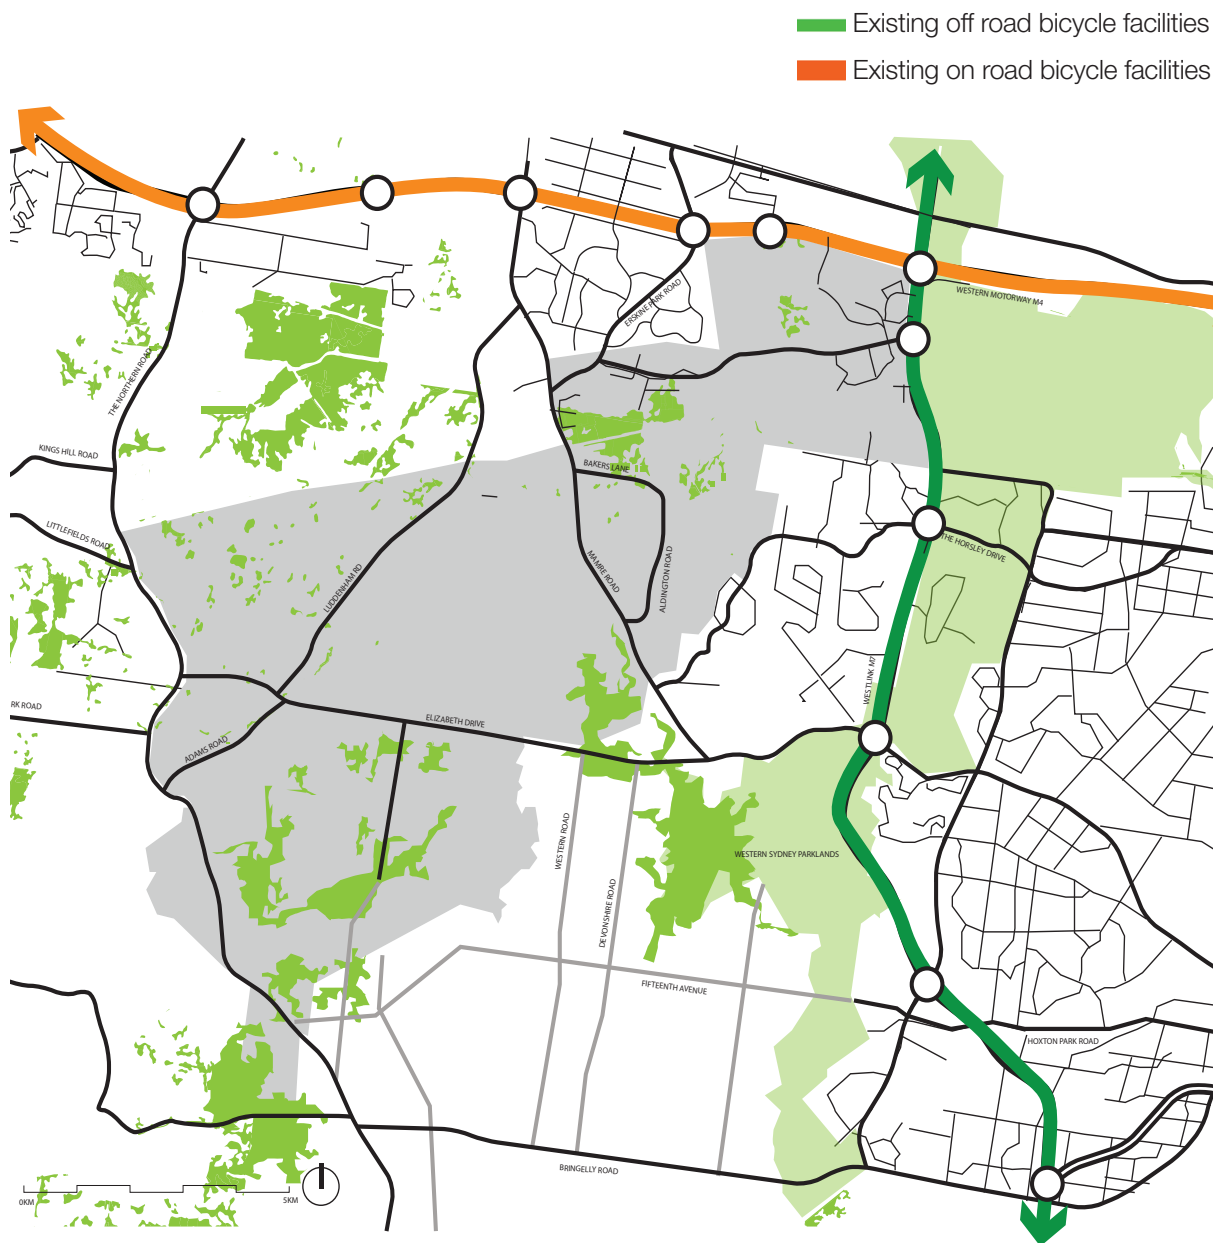 Existing off road bicycle facilities
Existing on road bicycle facilities
WESTERN MOTORWAY M4
ERSKINE PARK ROAD
THE NORTHERN ROAD
KINGS HILL ROAD
BAKERS LANE
LITTLEFIELDS ROAD
THE HORSLEY DRIVE
MAMRE ROAD
ALDINGTON ROAD
LUDDENHAM RD
WESTLINK M7
RK ROAD
ELIZABETH DRIVE
ADAMS ROAD
WESTERN ROAD
WESTERN SYDNEY PARKLANDS
DEVONSHIRE ROAD
FIFTEENTH AVENUE
HOXTON PARK ROAD
BRINGELLY ROAD
0KM
5KM